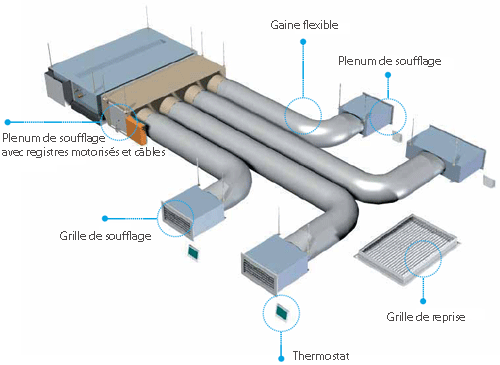 Gaine flexible
Plenum de soufflage
Plenum de soufflage
avec registres motorisés et câbles
Grille de soufflage
Grille de reprise
Thermostat